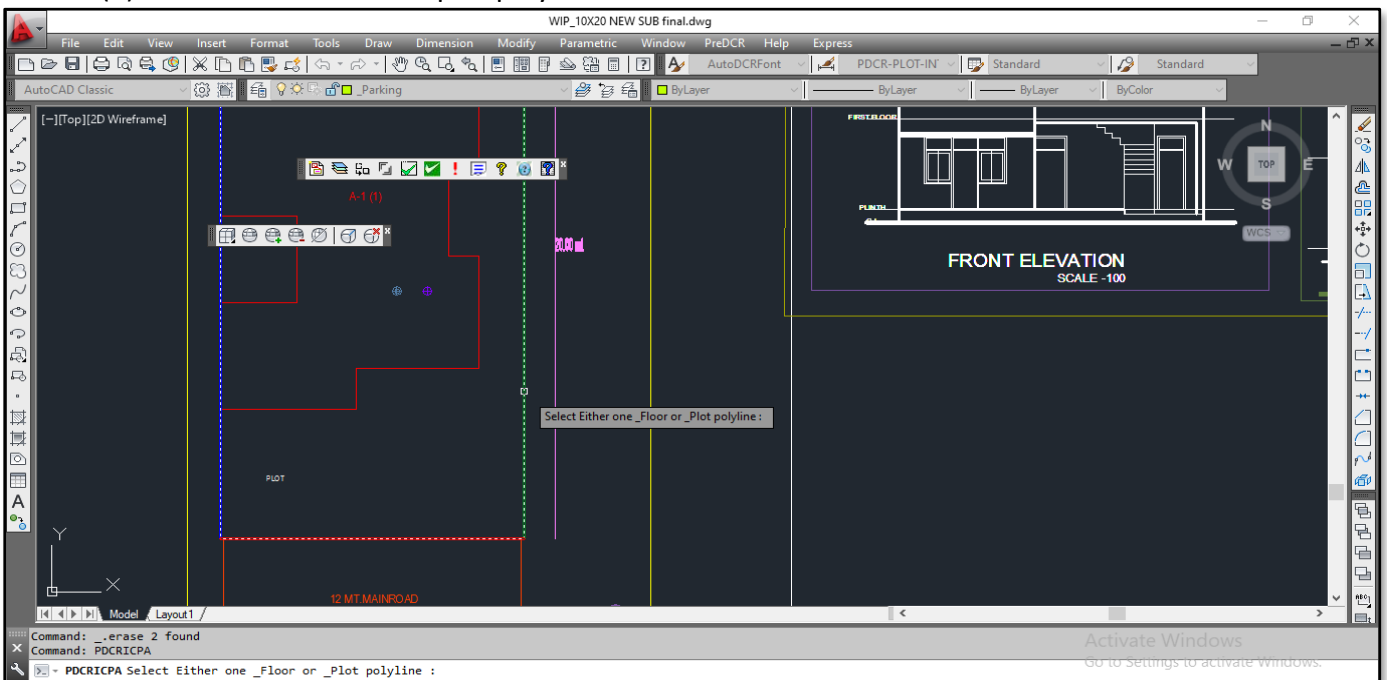 WIP_10X20 NEW SUB final.dwg
File Edit View Insert Format Tools Draw Dimension Modify Parametric Window PreDCR Help Express
AutoDCRFont PDCR-PLOT-IN Standard Standard
AutoCAD Classic _Parking ByLayer ByLayer ByLayer ByColor
[−][Top][2D Wireframe]
FIRST.FLOOR
N
W TOP E
S
WCS
A-1 (1)
PLINTH
20.00 mt.
FRONT ELEVATION
SCALE -100
Select Either one _Floor or _Plot polyline :
PLOT
Y
X
12 MT.MAINROAD
Model Layout1
Command: _.erase 2 found
Command: PDCRICPA
PDCRICPA Select Either one _Floor or _Plot polyline :
Activate Windows
Go to Settings to activate Windows.